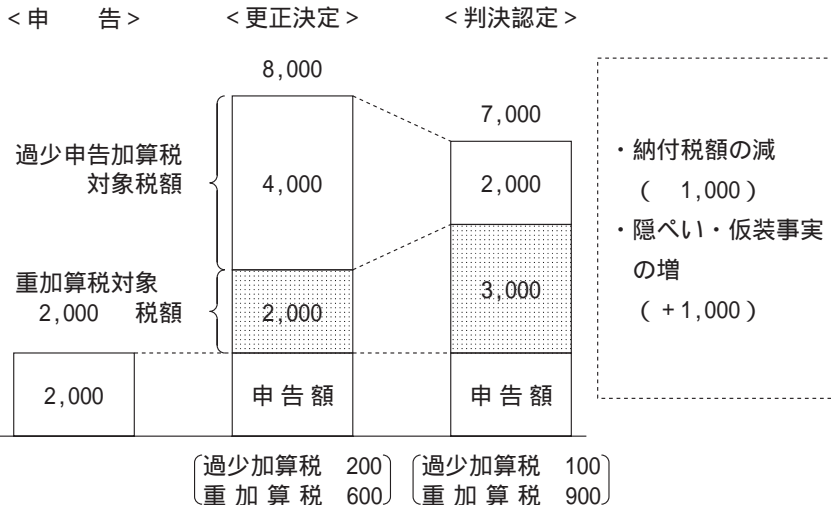 ＜申　　告＞　　＜更正決定＞　　＜判決認定＞
8,000
7,000
過少申告加算税
対象税額
4,000
2,000
重加算税対象
2,000　税額
2,000
3,000
2,000
申告額
申告額
・納付税額の減
（　1,000）
・隠ぺい・仮装事実
の増
（＋1,000）
過少加算税　200
重加算税　600
過少加算税　100
重加算税　900